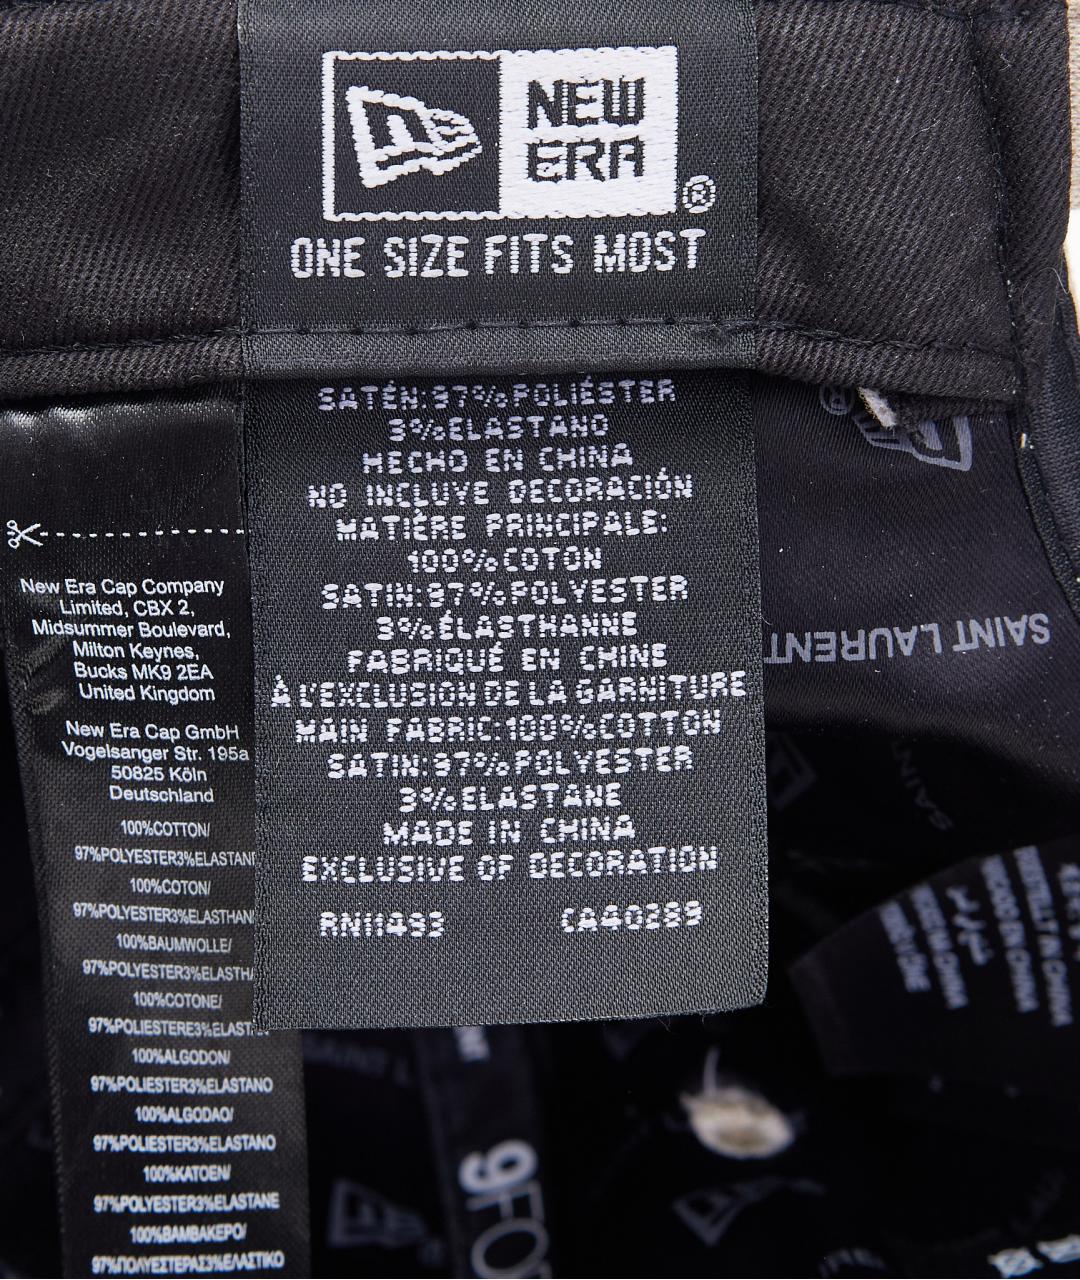 NEW
ERA
®
ONE SIZE FITS MOST
SATÉN:97%POLIÉSTER
3%ELASTANO
HECHO EN CHINA
NO INCLUYE DECORACIÓN
MATIÈRE PRINCIPALE:
100%COTON
SATIN:97%POLYESTER
3%ÉLASTHANNE
FABRIQUÉ EN CHINE
À L'EXCLUSION DE LA GARNITURE
MAIN FABRIC:100%COTTON
SATIN:97%POLYESTER
3%ELASTANE
MADE IN CHINA
EXCLUSIVE OF DECORATION
RN11493 CA40289
New Era Cap Company
Limited, CBX 2,
Midsummer Boulevard,
Milton Keynes,
Bucks MK9 2EA
United Kingdom
New Era Cap GmbH
Vogelsanger Str. 195a
50825 Köln
Deutschland
100%COTTON/
97%POLYESTER3%ELASTAN
100%COTON/
97%POLYESTER3%ELASTHAN
100%BAUMWOLLE/
97%POLYESTER3%ELASTH
100%COTONE/
97%POLIESTERE3%ELAST
100%ALGODON/
97%POLIESTER3%ELASTANO
100%ALGODAO/
97%POLIESTER3%ELASTANO
100%KATOEN/
97%POLYESTER3%ELASTANE
100%ΒΑΜΒΑΚΕΡΟ/
97%ΠΟΛΥΕΣΤΕΡΑΣ3%ΕΛΑΣΤΙΚΟ
SAINT LAURENT
®
SAINT
9FO